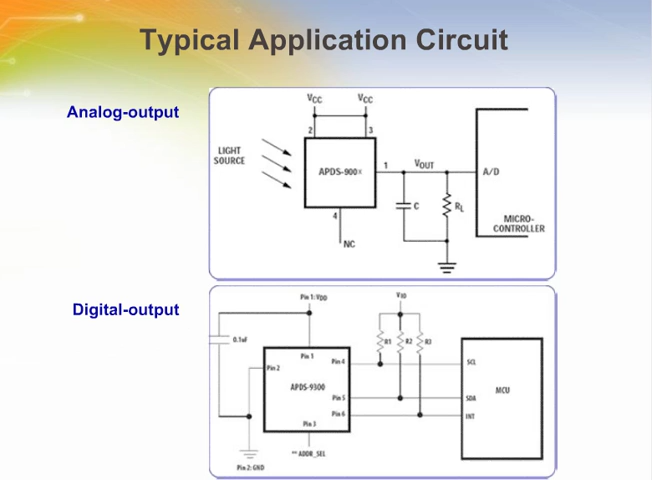 Typical Application Circuit
Analog-output
VCC VCC
2 3
LIGHT
SOURCE
APDS-900x
1
VOUT
A/D
C
RL
4
NC
MICRO-
CONTROLLER
Digital-output
Pin 1: VDD
VIO
0.1uF
R1 R2 R3
Pin 1
Pin 4
SCL
Pin 2
APDS-9300
MCU
Pin 5
SDA
Pin 6
INT
Pin 3
** ADDR_SEL
Pin 2: GND